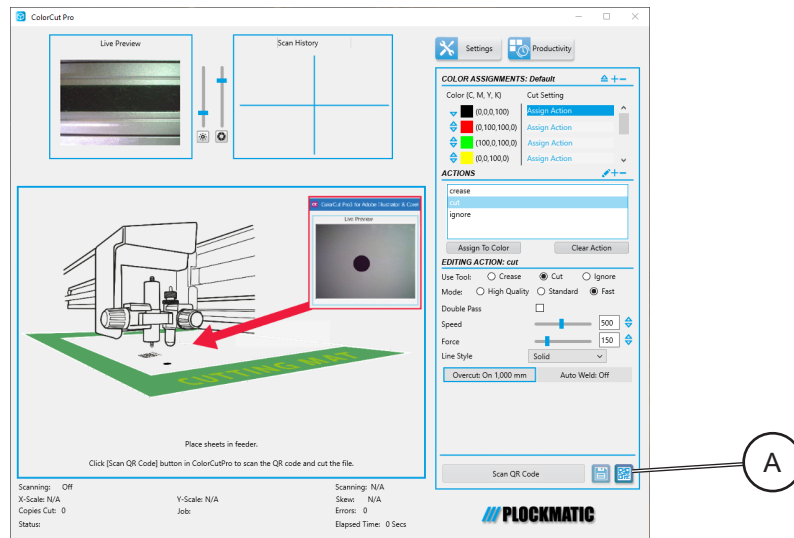 ColorCut Pro
Live Preview
Scan History
Settings
Productivity
COLOR ASSIGNMENTS: Default
Color (C, M, Y, K) Cut Setting
(0,0,0,100) Assign Action
(0,100,100,0) Assign Action
(100,0,100,0) Assign Action
(0,0,100,0) Assign Action
ACTIONS
crease
cut
ignore
Assign To Color Clear Action
EDITING ACTION: cut
Use Tool: Crease Cut Ignore
Mode: High Quality Standard Fast
Double Pass
Speed 500
Force 150
Line Style Solid
Overcut: On 1,000 mm Auto Weld: Off
ColorCut Pro3 for Adobe Illustrator & Corel
Live Preview
CUTTING MAT
Place sheets in feeder.
Click [Scan QR Code] button in ColorCutPro to scan the QR code and cut the file.
Scan QR Code
A
Scanning: Off Scanning: N/A
X-Scale: N/A Y-Scale: N/A Skew: N/A
Copies Cut: 0 Job: Errors: 0
Status: Elapsed Time: 0 Secs
PLOCKMATIC